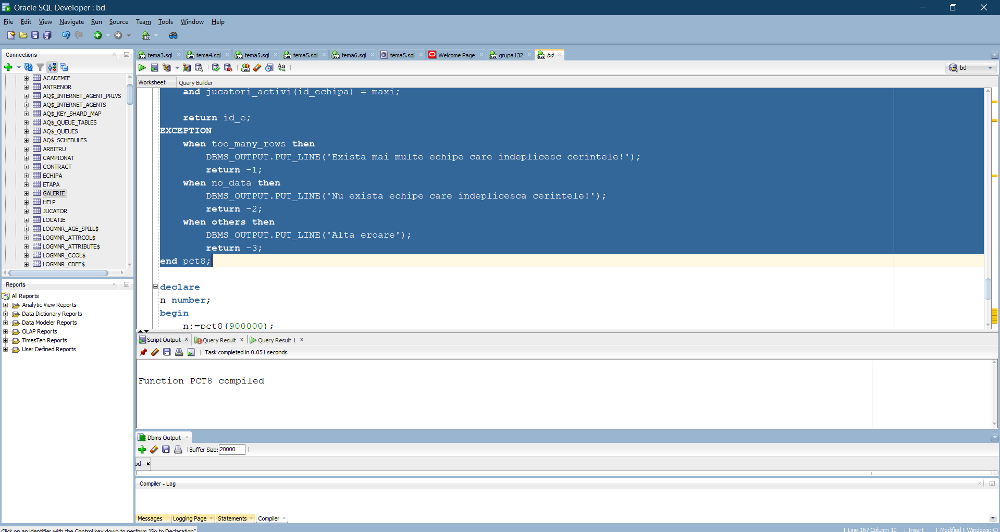 Oracle SQL Developer : bd
File Edit View Navigate Run Source Team Tools Window Help
Connections
ACADEMIE
ANTRENOR
AQ$_INTERNET_AGENT_PRIVS
AQ$_INTERNET_AGENTS
AQ$_KEY_SHARD_MAP
AQ$_QUEUE_TABLES
AQ$_QUEUES
AQ$_SCHEDULES
ARBITRU
CAMPIONAT
CONTRACT
ECHIPA
ETAPA
GALERIE
HELP
JUCATOR
LOCATIE
LOGMNR_AGE_SPILL$
LOGMNR_ATTRCOL$
LOGMNR_ATTRIBUTE$
LOGMNR_CCOL$
LOGMNR_CDEF$
Reports
All Reports
Analytic View Reports
Data Dictionary Reports
Data Modeler Reports
OLAP Reports
TimesTen Reports
User Defined Reports
tema3.sql tema4.sql tema5.sql tema5.sql tema6.sql tema5.sql Welcome Page grupa132 bd
bd
Worksheet Query Builder
and jucatori_activi(id_echipa) = maxi;
return id_e;
EXCEPTION
when too_many_rows then
DBMS_OUTPUT.PUT_LINE('Exista mai multe echipe care indeplicesc cerintele!');
return -1;
when no_data then
DBMS_OUTPUT.PUT_LINE('Nu exista echipe care indeplicesca cerintele!');
return -2;
when others then
DBMS_OUTPUT.PUT_LINE('Alta eroare');
return -3;
end pct8;
declare
n number;
begin
n:=pct8(900000);
Script Output Query Result Query Result 1
Task completed in 0.051 seconds
Function PCT8 compiled
Dbms Output
Buffer Size: 20000
bd
Compiler - Log
Messages Logging Page Statements Compiler
Click on an identifier with the Control key down to perform "Go to Declaration"
Line 167 Column 10 Insert Modified Windows: CF